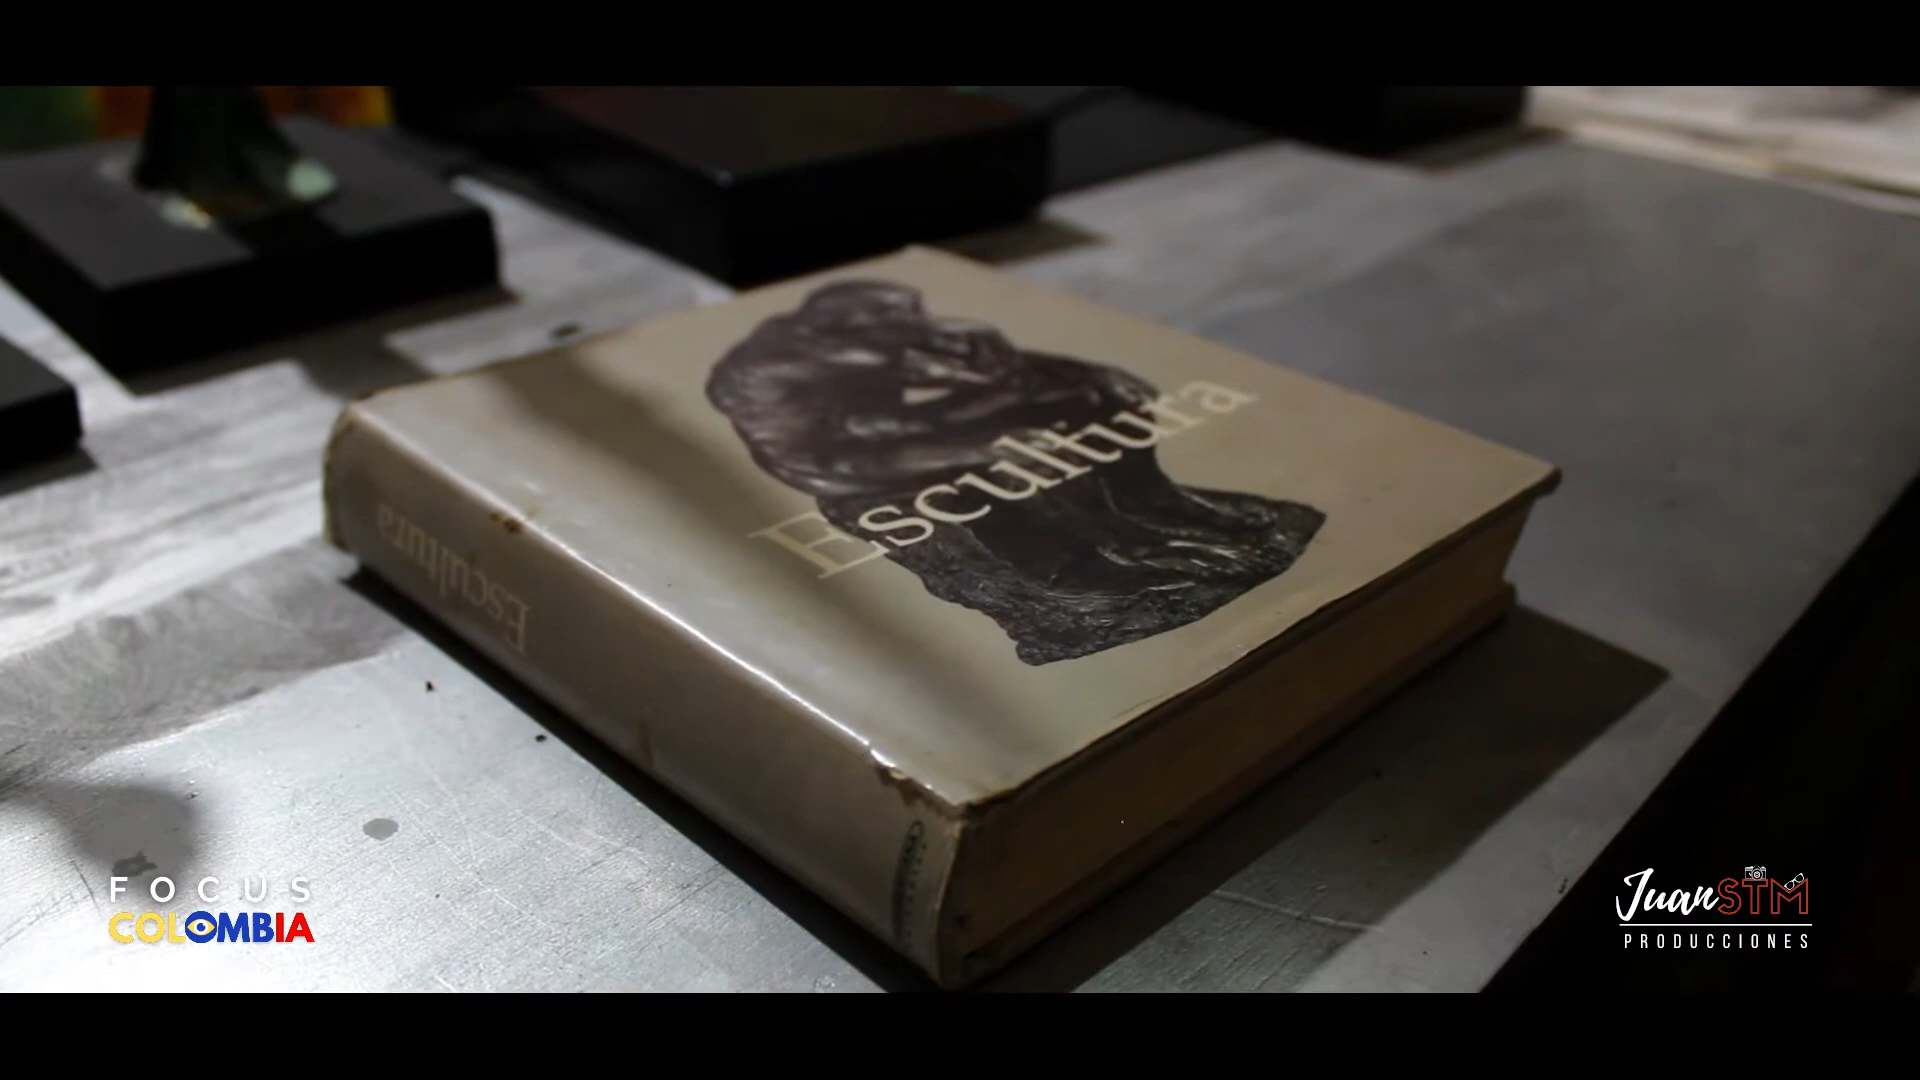 Escultura
Escultura
FOCUS
COLOMBIA
JuanSTM
PRODUCCIONES